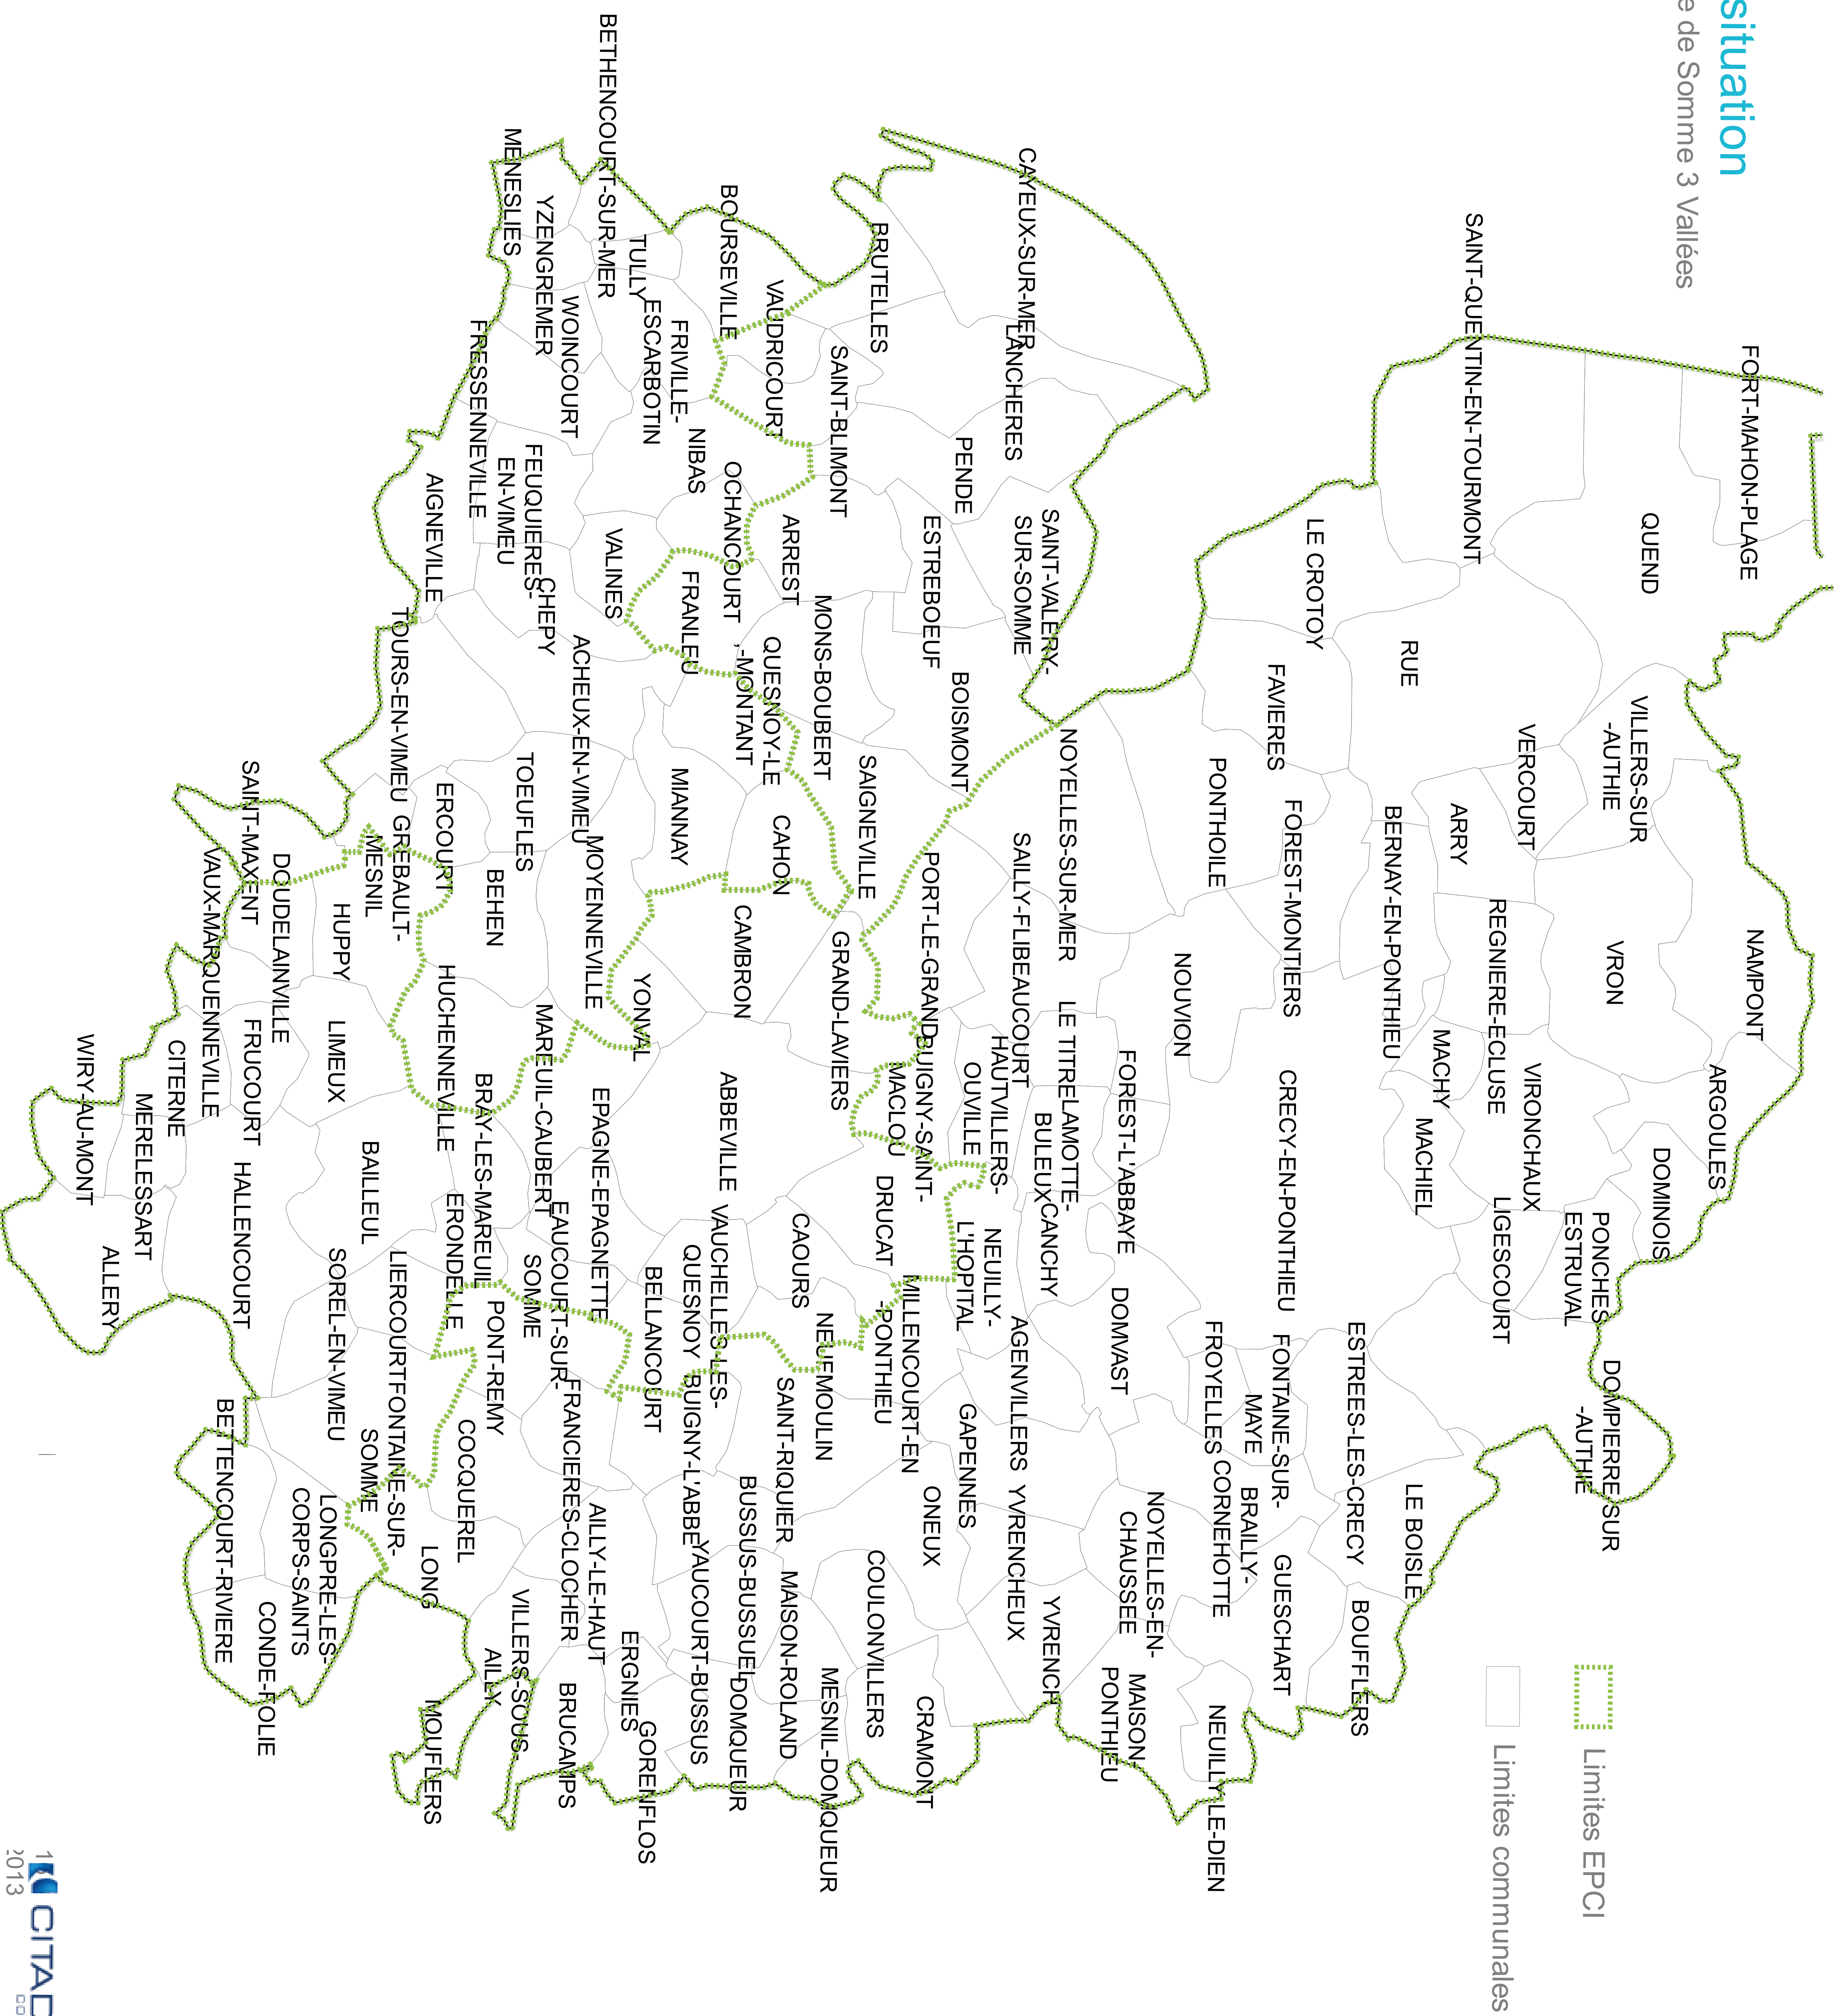 situation
e de Somme 3 Vallées
FORT-MAHON-PLAGE
QUEND
NAMPONT
ARGOULES
DOMINOIS
VILLERS-SUR
-AUTHIE
VRON
PONCHES
ESTRUVAL
DOMPIERRE-SUR
-AUTHIE
Limites EPCI
SAINT-QUENTIN-EN-TOURMONT
VERCOURT
VIRONCHAUX
REGNIERE-ECLUSE
LIGESCOURT
Limites communales
ARRY
MACHY
MACHIEL
RUE
BERNAY-EN-PONTHIEU
LE BOISLE
ESTREES-LES-CRECY
BOUFFLERS
LE CROTOY
FAVIERES
FOREST-MONTIERS
CRECY-EN-PONTHIEU
FONTAINE-SUR-
MAYE
GUESCHART
BRAILLY-
CORNEHOTTE
FROYELLES
NEUILLY-LE-DIEN
PONTHOILE
NOUVION
FOREST-L'ABBAYE
DOMVAST
NOYELLES-EN-
CHAUSSEE
MAISON-
PONTHIEU
NOYELLES-SUR-MER
LE TITRE
LAMOTTE-
BULEUX
CANCHY
YVRENCH
CAYEUX-SUR-MER
LANCHERES
SAINT-VALERY-
SUR-SOMME
SAILLY-FLIBEAUCOURT
HAUTVILLERS-
OUVILLE
AGENVILLERS
YVRENCHEUX
NEUILLY-
L'HOPITAL
GAPENNES
PENDE
BOISMONT
ESTREBOEUF
PORT-LE-GRAND
BUIGNY-SAINT-
MACLOU
ONEUX
CRAMONT
MILLENCOURT-EN
-PONTHIEU
BRUTELLES
SAIGNEVILLE
DRUCAT
COULONVILLERS
SAINT-BLIMONT
MONS-BOUBERT
GRAND-LAVIERS
NEUFMOULIN
MESNIL-DOMQUEUR
CAOURS
SAINT-RIQUIER
MAISON-ROLAND
VAUDRICOURT
ARREST
QUESNOY-LE
-MONTANT
CAHON
CAMBRON
BOURSEVILLE
OCHANCOURT
ABBEVILLE
VAUCHELLES-LES-
QUESNOY
BUSSUS-BUSSUEL
DOMQUEUR
NIBAS
FRANLEU
MIANNAY
BUIGNY-L'ABBE
YAUCOURT-BUSSUS
FRIVILLE-
ESCARBOTIN
TULLY
YONVAL
BELLANCOURT
ERGNIES
GORENFLOS
BETHENCOURT-SUR-MER
VALINES
ACHEUX-EN-VIMEU
MOYENNEVILLE
EPAGNE-EPAGNETTE
AILLY-LE-HAUT
-CLOCHER
FRANCIERES
BRUCAMPS
WOINCOURT
YZENGREMER
CHEPY
MAREUIL-CAUBERT
EAUCOURT-SUR-
SOMME
FEUQUIERES-
EN-VIMEU
TOEUFLES
VILLERS-SOUS-
AILLY
MENESLIES
FRESSENNEVILLE
BEHEN
BRAY-LES-MAREUIL
PONT-REMY
COCQUEREL
AIGNEVILLE
ERCOURT
HUCHENNEVILLE
ERONDELLE
LONG
MOUFLERS
TOURS-EN-VIMEU
GREBAULT-
MESNIL
LIERCOURT
FONTAINE-SUR-
SOMME
BAILLEUL
HUPPY
LIMEUX
SOREL-EN-VIMEU
LONGPRE-LES-
CORPS-SAINTS
DOUDELAINVILLE
SAINT-MAXENT
FRUCOURT
HALLENCOURT
CONDE-FOLIE
VAUX-MARQUENNEVILLE
BETTENCOURT-RIVIERE
CITERNE
MERELESSART
ALLERY
WIRY-AU-MONT
CITAD
2013